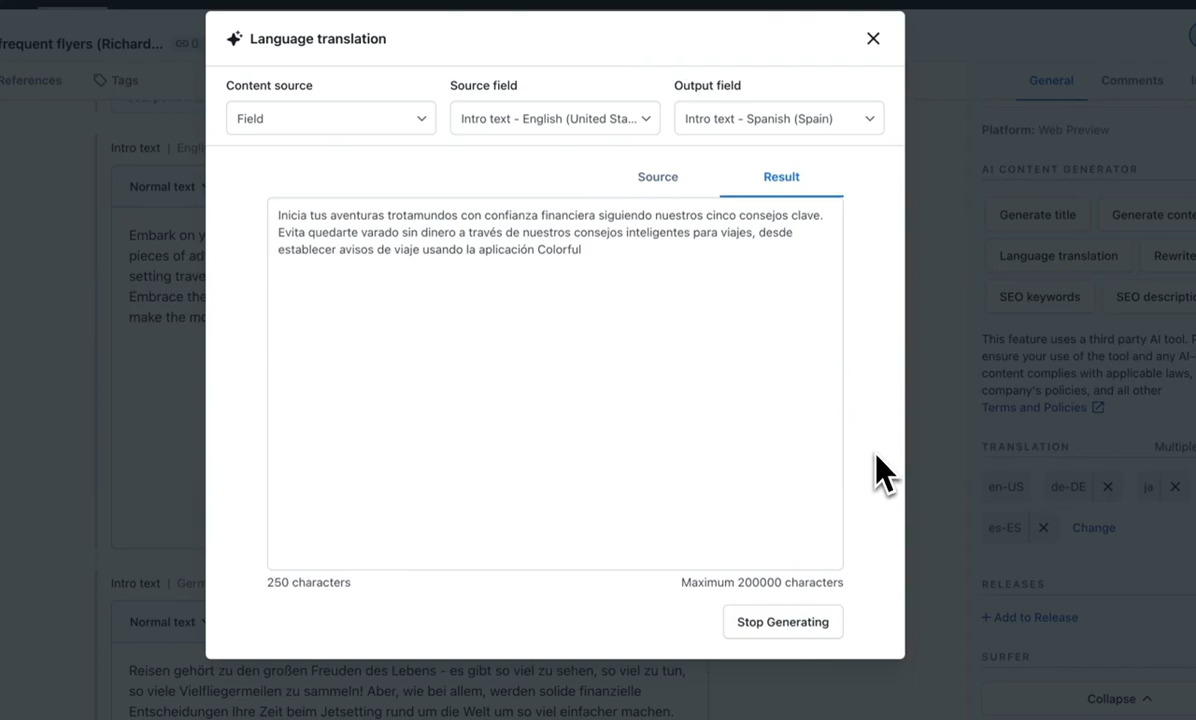 frequent flyers (Richard...
0
Language translation
References
Tags
General
Comments
Content source
Source field
Output field
Field
Intro text - English (United Sta...
Intro text - Spanish (Spain)
Platform: Web Preview
Intro text | Engli
Source
Result
AI CONTENT GENERATOR
Normal text
Generate title
Generate conte
Inicia tus aventuras trotamundos con confianza financiera siguiendo nuestros cinco consejos clave.
Evita quedarte varado sin dinero a través de nuestros consejos inteligentes para viajes, desde
establecer avisos de viaje usando la aplicación Colorful
Embark on y
pieces of ad
setting trave
Embrace the
make the mo
Language translation
Rewrite
SEO keywords
SEO descriptio
This feature uses a third party AI tool. P
ensure your use of the tool and any AI-
content complies with applicable laws,
company's policies, and all other
Terms and Policies
TRANSLATION
Multiple
en-US
de-DE
ja
es-ES
Change
250 characters
Maximum 200000 characters
Intro text | Germ
RELEASES
Stop Generating
+ Add to Release
Normal text
SURFER
Reisen gehört zu den großen Freuden des Lebens - es gibt so viel zu sehen, so viel zu tun,
so viele Vielfliegermeilen zu sammeln! Aber, wie bei allem, werden solide finanzielle
Entscheidungen Ihre Zeit beim Jetsetting rund um die Welt um so viel einfacher machen.
Collapse